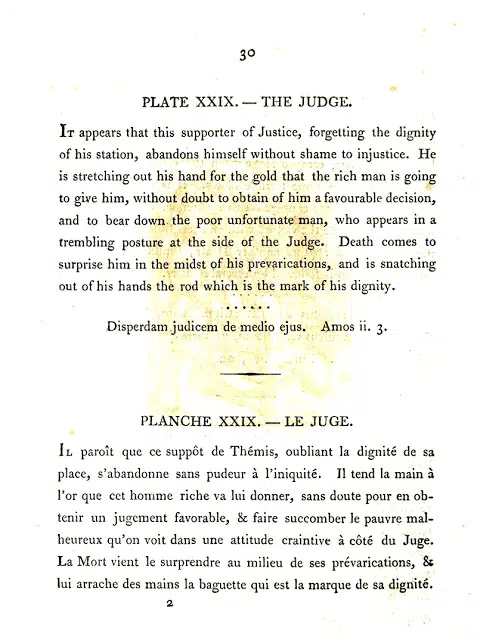 30
PLATE XXIX. — THE JUDGE.
IT appears that this supporter of Justice, forgetting the dignity
of his station, abandons himself without shame to injustice. He
is stretching out his hand for the gold that the rich man is going
to give him, without doubt to obtain of him a favourable decision,
and to bear down the poor unfortunate man, who appears in a
trembling posture at the side of the Judge. Death comes to
surprise him in the midst of his prevarications, and is snatching
out of his hands the rod which is the mark of his dignity.
......
Disperdam judicem de medio ejus. Amos ii. 3.
PLANCHE XXIX. — LE JUGE.
IL paroît que ce suppôt de Thémis, oubliant la dignité de sa
place, s'abandonne sans pudeur à l'iniquité. Il tend la main à
l'or que cet homme riche va lui donner, sans doute pour en ob-
tenir un jugement favorable, & faire succomber le pauvre mal-
heureux qu'on voit dans une attitude craintive à côté du Juge.
La Mort vient le surprendre au milieu de ses prévarications, &
lui arrache des mains la baguette qui est la marque de sa dignité.
2